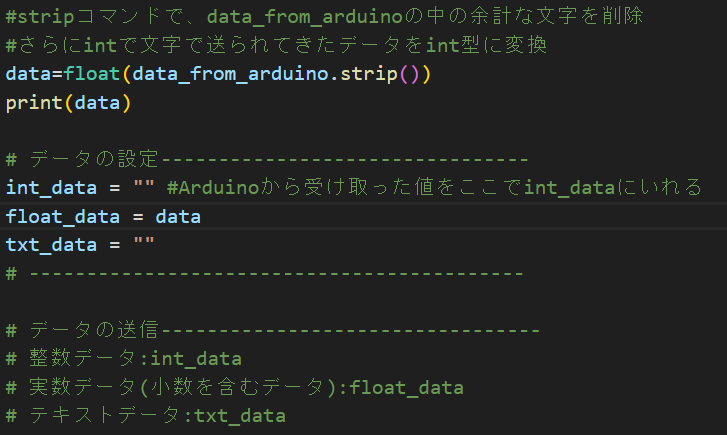 #stripコマンドで、data_from_arduinoの中の余計な文字を削除
#さらにintで文字で送られてきたデータをint型に変換
data=float(data_from_arduino.strip())
print(data)
# データの設定--------------------------------
int_data = "" #Arduinoから受け取った値をここでint_dataにいれる
float_data = data
txt_data = ""
# -------------------------------------------
# データの送信---------------------------------
# 整数データ:int_data
# 実数データ(小数を含むデータ):float_data
# テキストデータ:txt_data